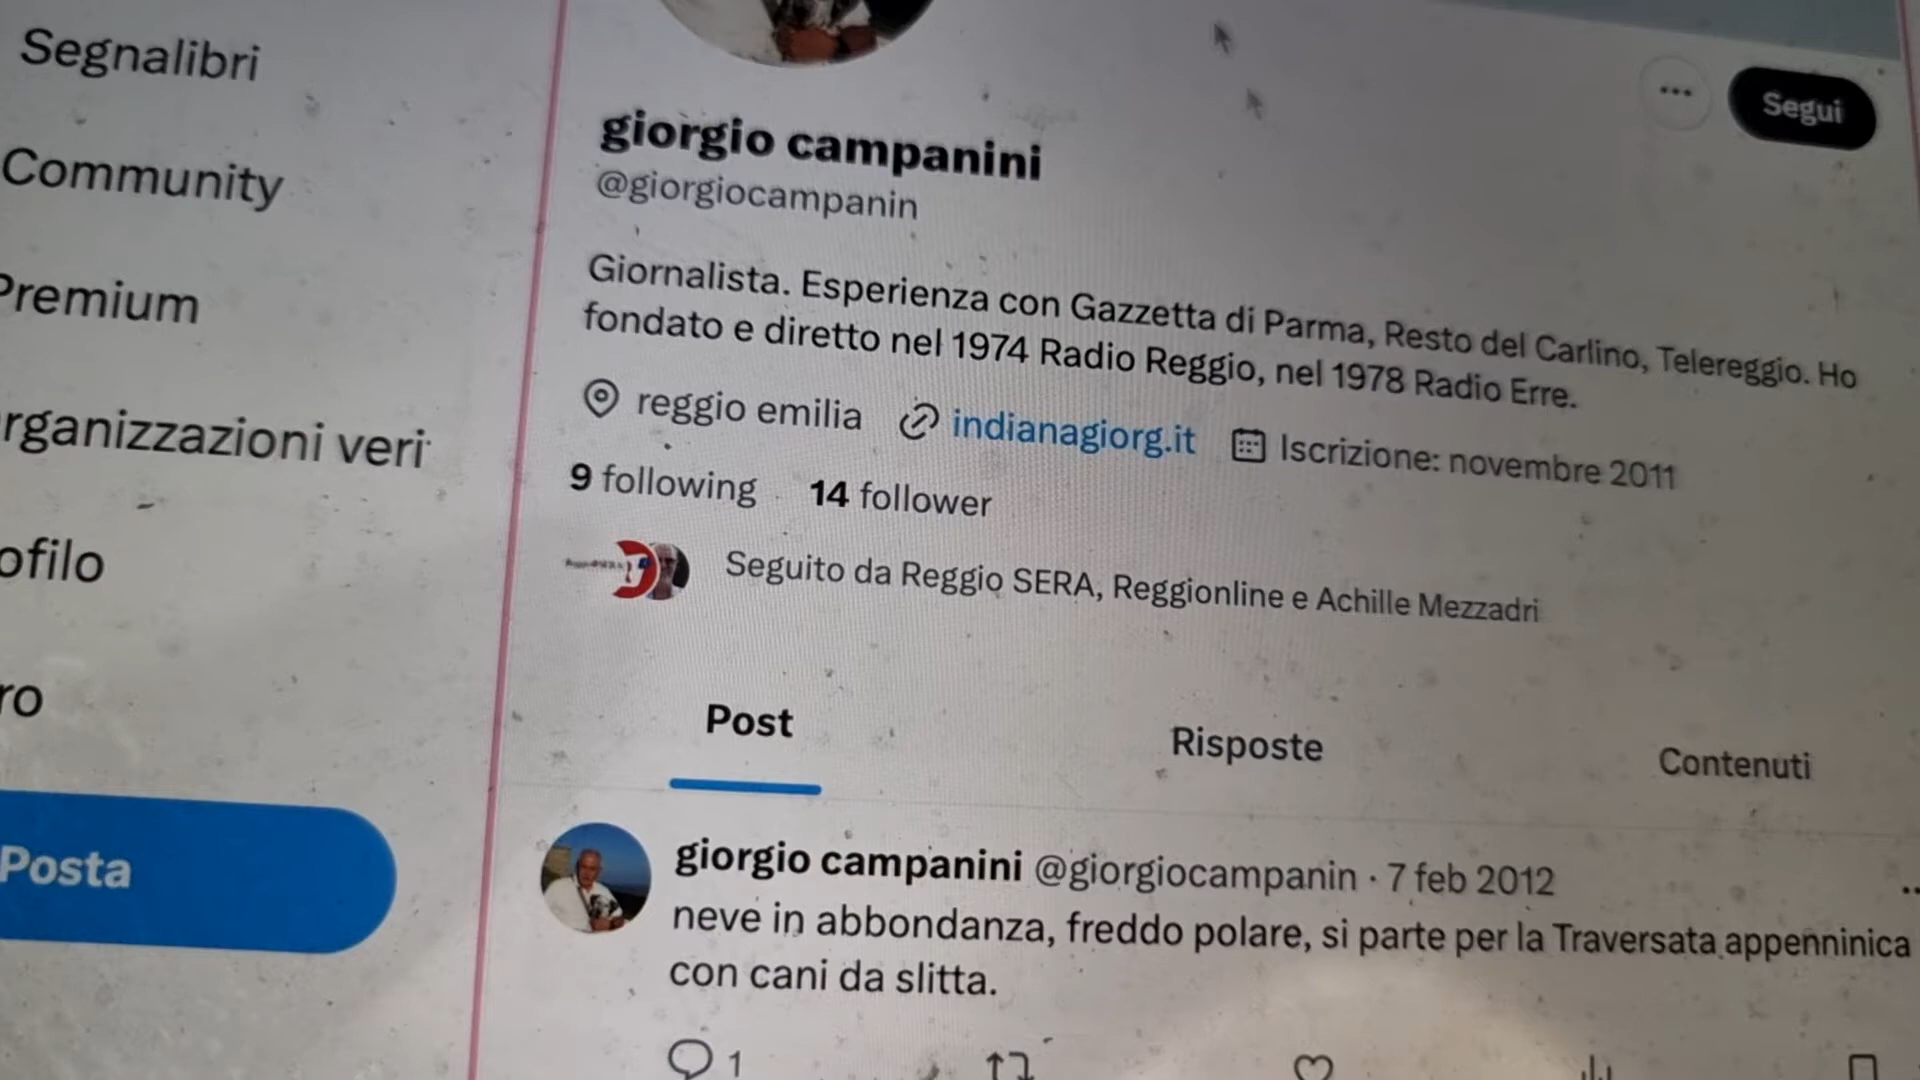 Segnalibri
Community
Premium
rganizzazioni veri
ofilo
ro
Posta
Segui
giorgio campanini
@giorgiocampanin
Giornalista. Esperienza con Gazzetta di Parma, Resto del Carlino, Telereggio. Ho
fondato e diretto nel 1974 Radio Reggio, nel 1978 Radio Erre.
reggio emilia indianagiorg.it Iscrizione: novembre 2011
9 following 14 follower
Seguito da Reggio SERA, Reggionline e Achille Mezzadri
Post Risposte Contenuti
giorgio campanini @giorgiocampanin · 7 feb 2012
neve in abbondanza, freddo polare, si parte per la Traversata appenninica
con cani da slitta.
1